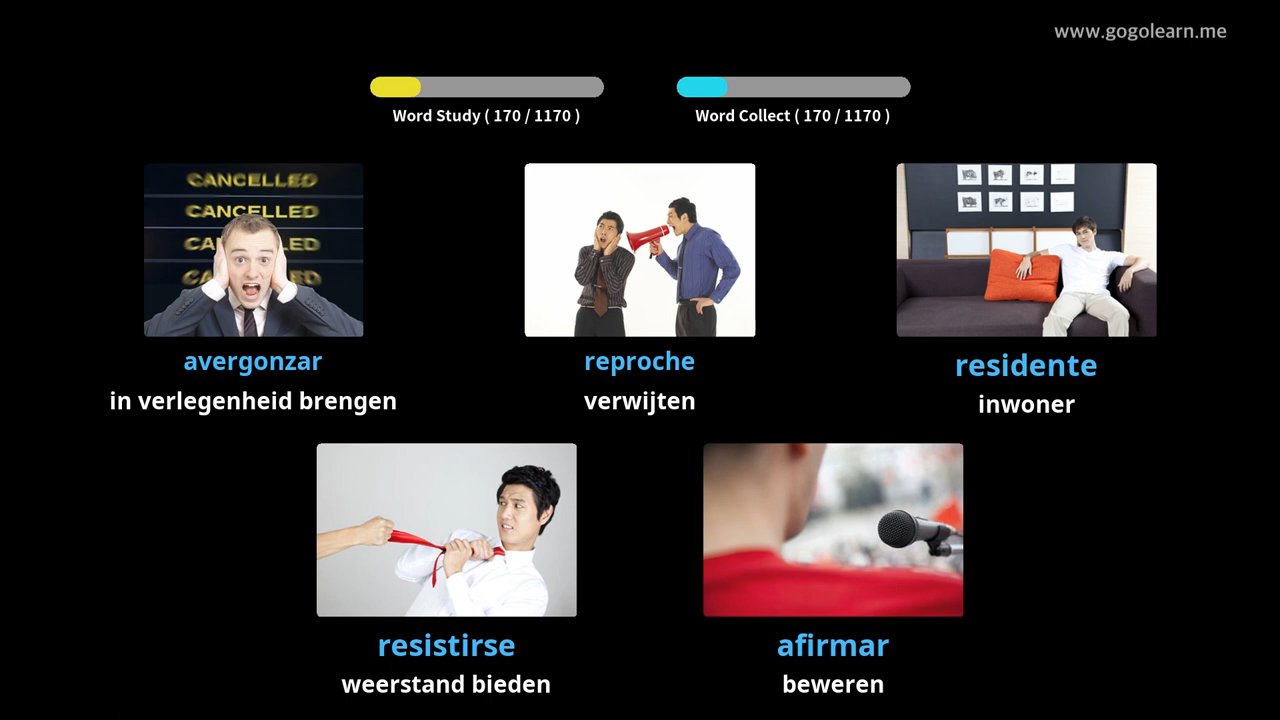 www.gogolearn.me
Word Study ( 170 / 1170 )
Word Collect ( 170 / 1170 )
CANCELLED
CANCELLED
avergonzar
in verlegenheid brengen
reproche
verwijten
residente
inwoner
resistirse
weerstand bieden
afirmar
beweren